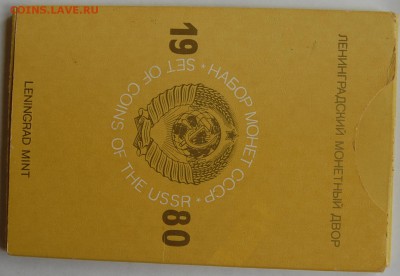 COINS.LAVE.RU
ЛЕНИНГРАДСКИЙ МОНЕТНЫЙ ДВОР
19 80
НАБОР МОНЕТ СССР •
SET OF COINS OF THE USSR •
LENINGRAD MINT